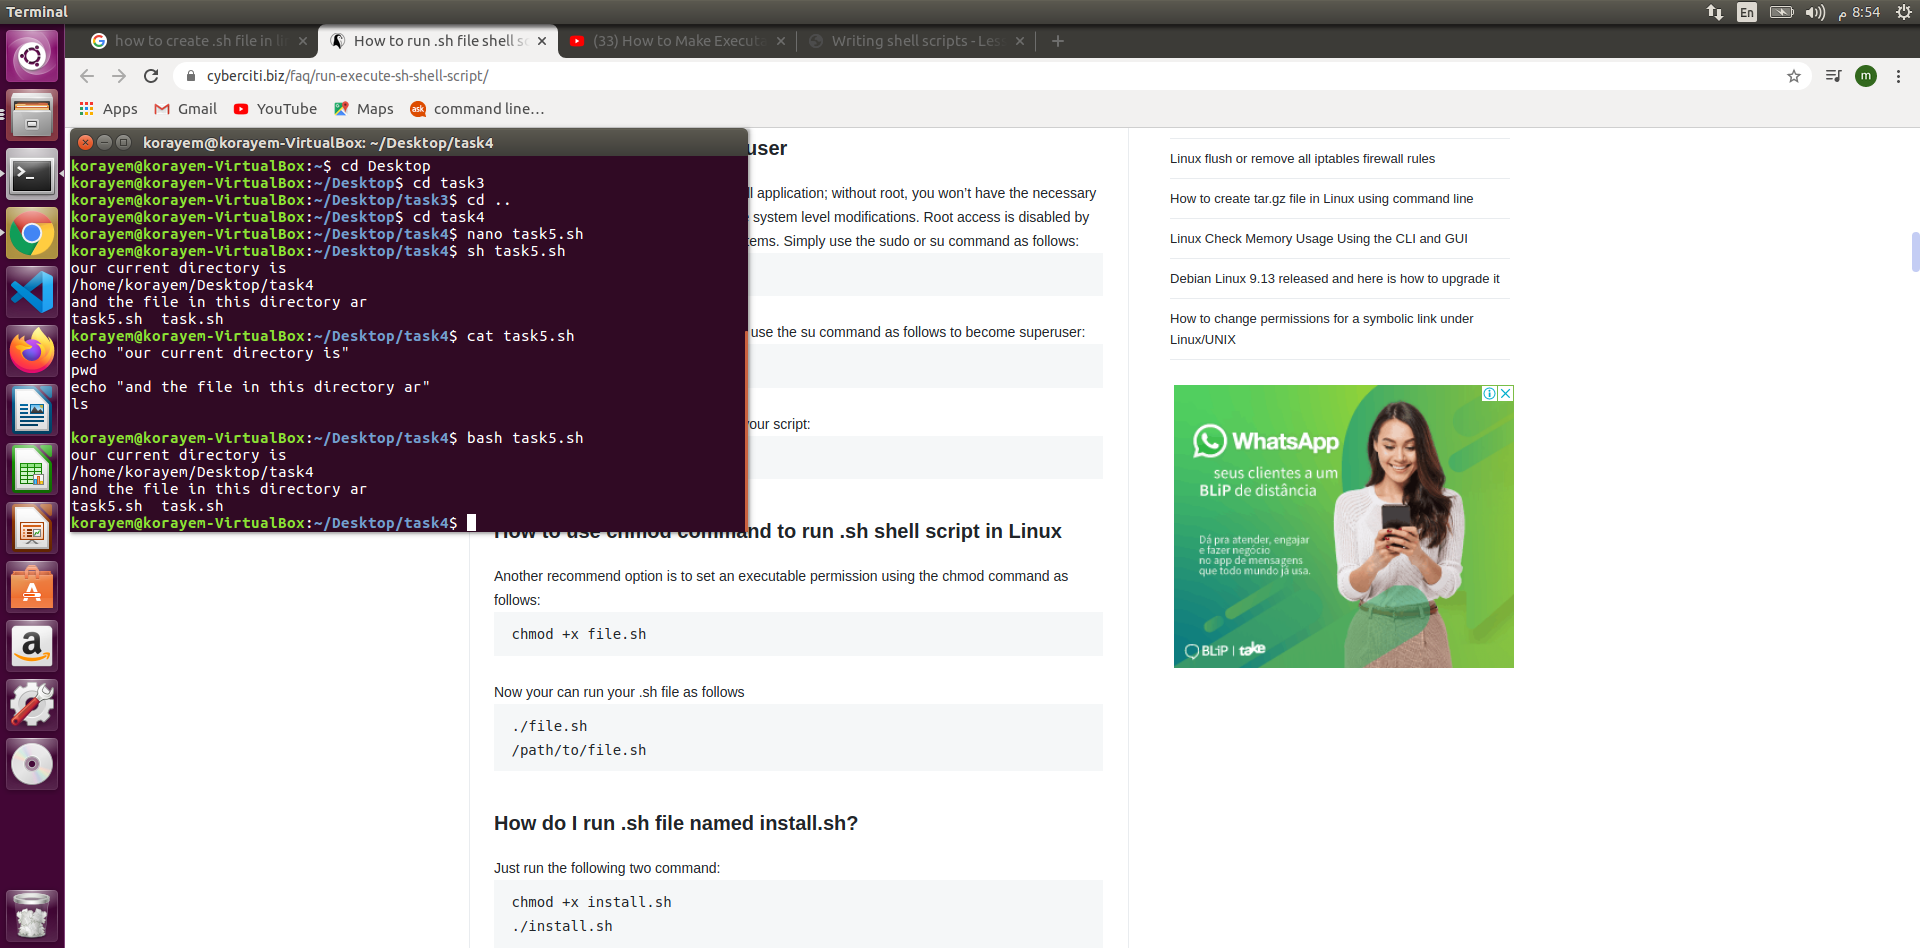 Terminal
En
8:54 م
how to create .sh file in li
How to run .sh file shell sc
(33) How to Make Executa
Writing shell scripts - Les
cyberciti.biz/faq/run-execute-sh-shell-script/
m
Apps
Gmail
YouTube
Maps
ask
command line…
korayem@korayem-VirtualBox: ~/Desktop/task4
korayem@korayem-VirtualBox:~$ cd Desktop
korayem@korayem-VirtualBox:~/Desktop$ cd task3
korayem@korayem-VirtualBox:~/Desktop/task3$ cd ..
korayem@korayem-VirtualBox:~/Desktop$ cd task4
korayem@korayem-VirtualBox:~/Desktop/task4$ nano task5.sh
korayem@korayem-VirtualBox:~/Desktop/task4$ sh task5.sh
our current directory is
/home/korayem/Desktop/task4
and the file in this directory ar
task5.sh  task.sh
korayem@korayem-VirtualBox:~/Desktop/task4$ cat task5.sh
echo "our current directory is"
pwd
echo "and the file in this directory ar"
ls
korayem@korayem-VirtualBox:~/Desktop/task4$ bash task5.sh
our current directory is
/home/korayem/Desktop/task4
and the file in this directory ar
task5.sh  task.sh
korayem@korayem-VirtualBox:~/Desktop/task4$
user
ll application; without root, you won't have the necessary
system level modifications. Root access is disabled by
tems. Simply use the sudo or su command as follows:
use the su command as follows to become superuser:
your script:
How to use chmod command to run .sh shell script in Linux
Another recommend option is to set an executable permission using the chmod command as
follows:
chmod +x file.sh
Now your can run your .sh file as follows
./file.sh
/path/to/file.sh
How do I run .sh file named install.sh?
Just run the following two command:
chmod +x install.sh
./install.sh
Linux flush or remove all iptables firewall rules
How to create tar.gz file in Linux using command line
Linux Check Memory Usage Using the CLI and GUI
Debian Linux 9.13 released and here is how to upgrade it
How to change permissions for a symbolic link under
Linux/UNIX
WhatsApp
seus clientes a um
BLiP de distância
Dá pra atender, engajar
e fazer negócio
no app de mensagens
que todo mundo já usa.
BLiP | take